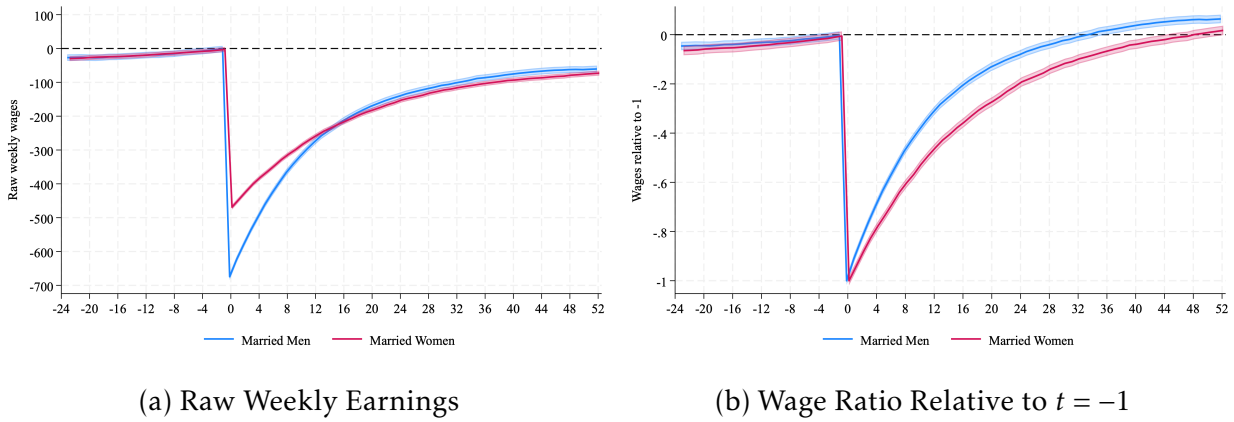 Raw weekly wages
100
0
-100
-200
-300
-400
-500
-600
-700
-24 -20 -16 -12 -8 -4 0 4 8 12 16 20 24 28 32 36 40 44 48 52
Married Men Married Women
(a) Raw Weekly Earnings
Wages relative to -1
0
-.2
-.4
-.6
-.8
-1
-24 -20 -16 -12 -8 -4 0 4 8 12 16 20 24 28 32 36 40 44 48 52
Married Men Married Women
(b) Wage Ratio Relative to t = −1